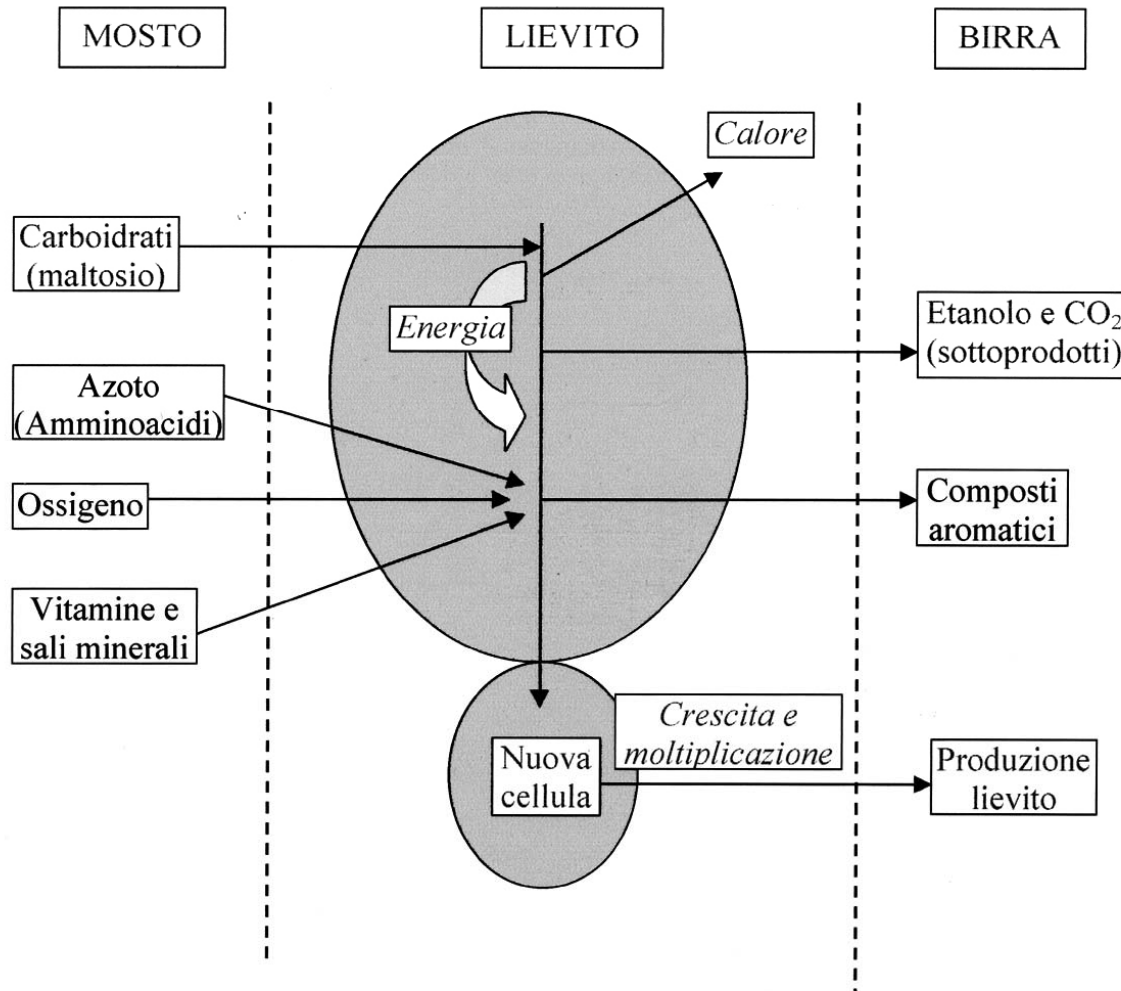 MOSTO
LIEVITO
BIRRA
Calore
Carboidrati
(maltosio)
Energia
Etanolo e CO₂
(sottoprodotti)
Azoto
(Amminoacidi)
Ossigeno
Composti
aromatici
Vitamine e
sali minerali
Crescita e
moltiplicazione
Nuova
cellula
Produzione
lievito